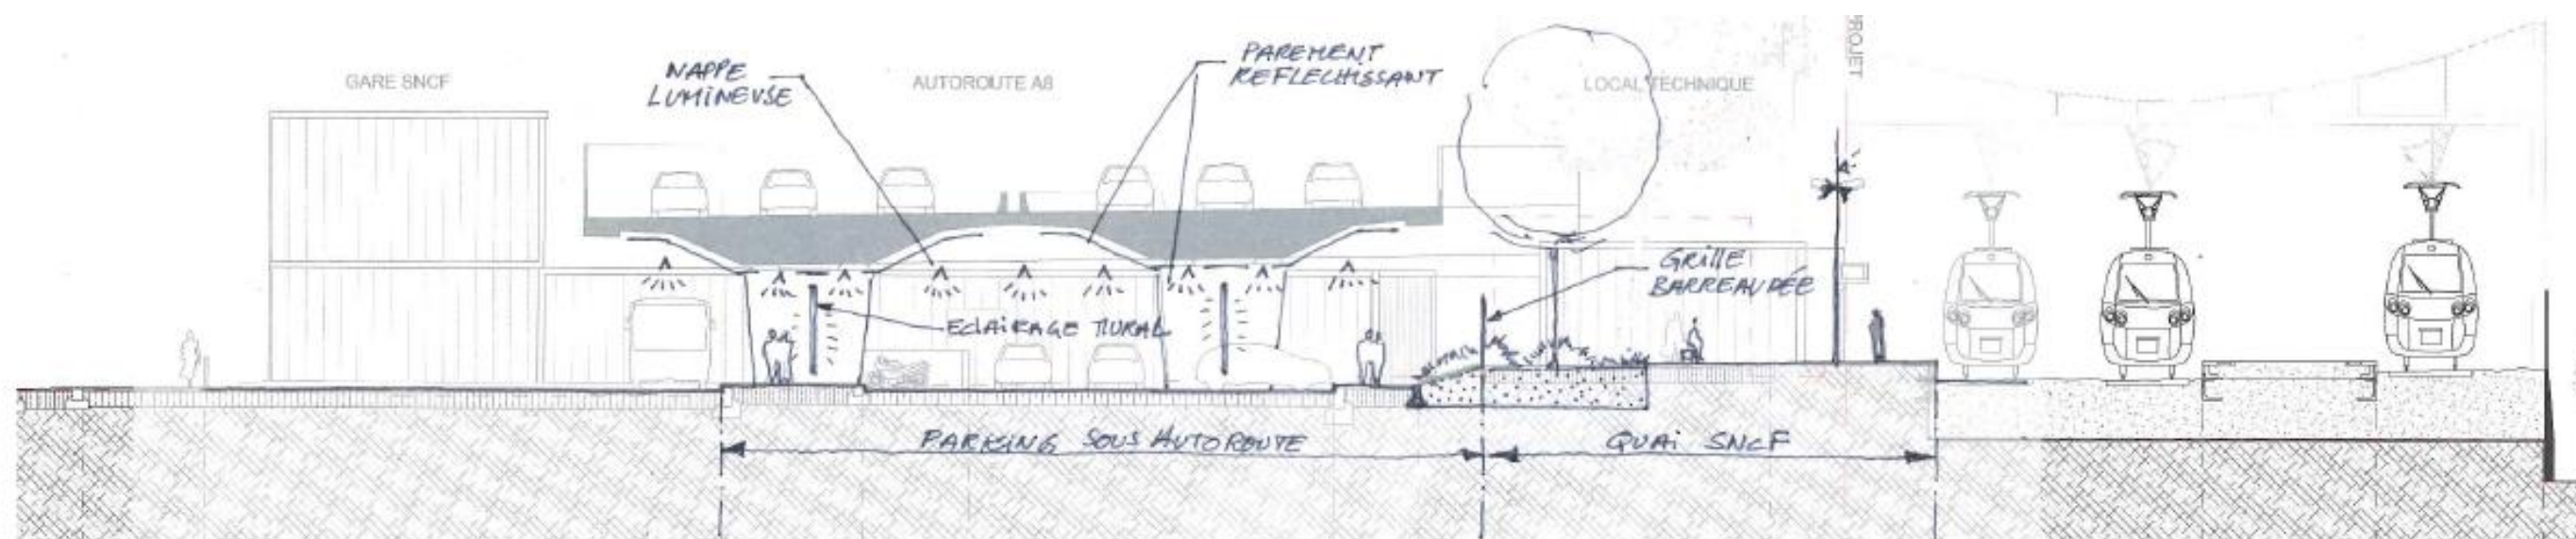 GARE SNCF
NAPPE
LUMINEUSE
AUTOROUTE A8
PAREMENT
REFLECHISSANT
LOCAL TECHNIQUE
PROJET
GRILLE
BARREAUDÉE
ECLAIRAGE MURAL
PARKING SOUS AUTOROUTE
QUAI SNCF